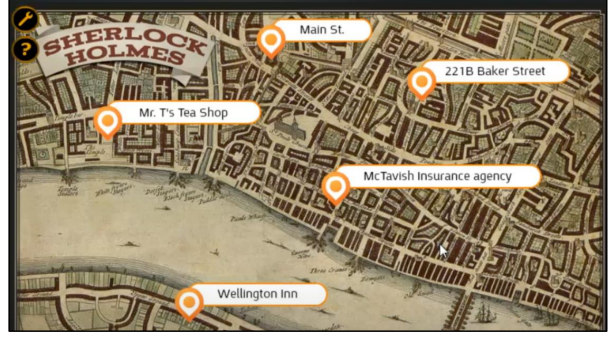 ?
SHERLOCK
HOLMES
Main St.
221B Baker Street
Mr. T's Tea Shop
McTavish Insurance agency
Wellington Inn